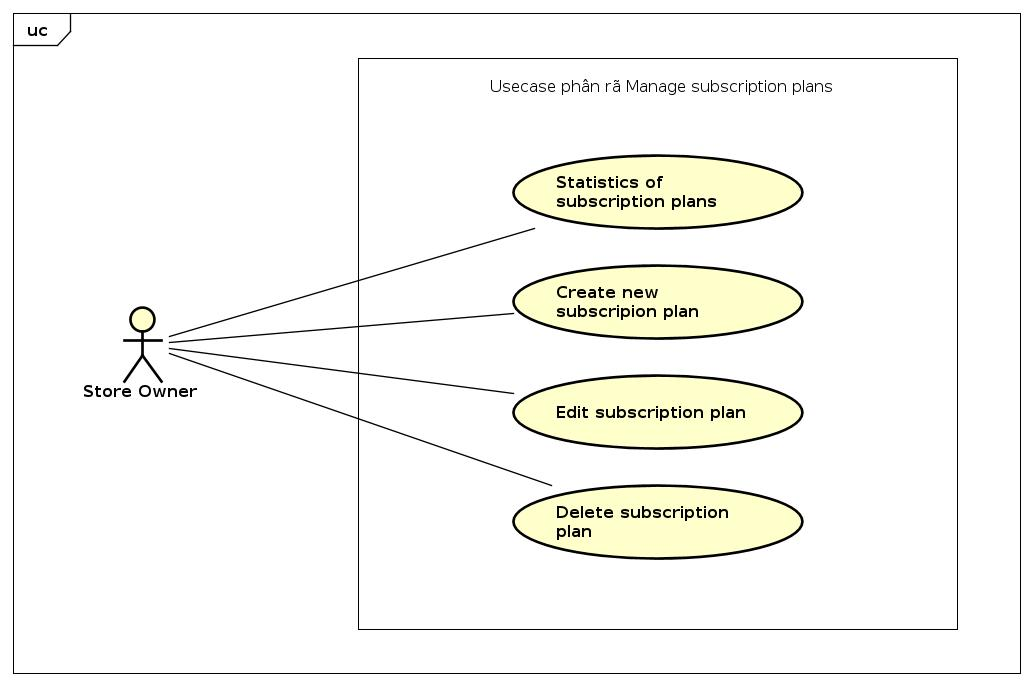 uc
Usecase phân rã Manage subscription plans
Statistics of
subscription plans
Create new
subscripion plan
Edit subscription plan
Store Owner
Delete subscription
plan